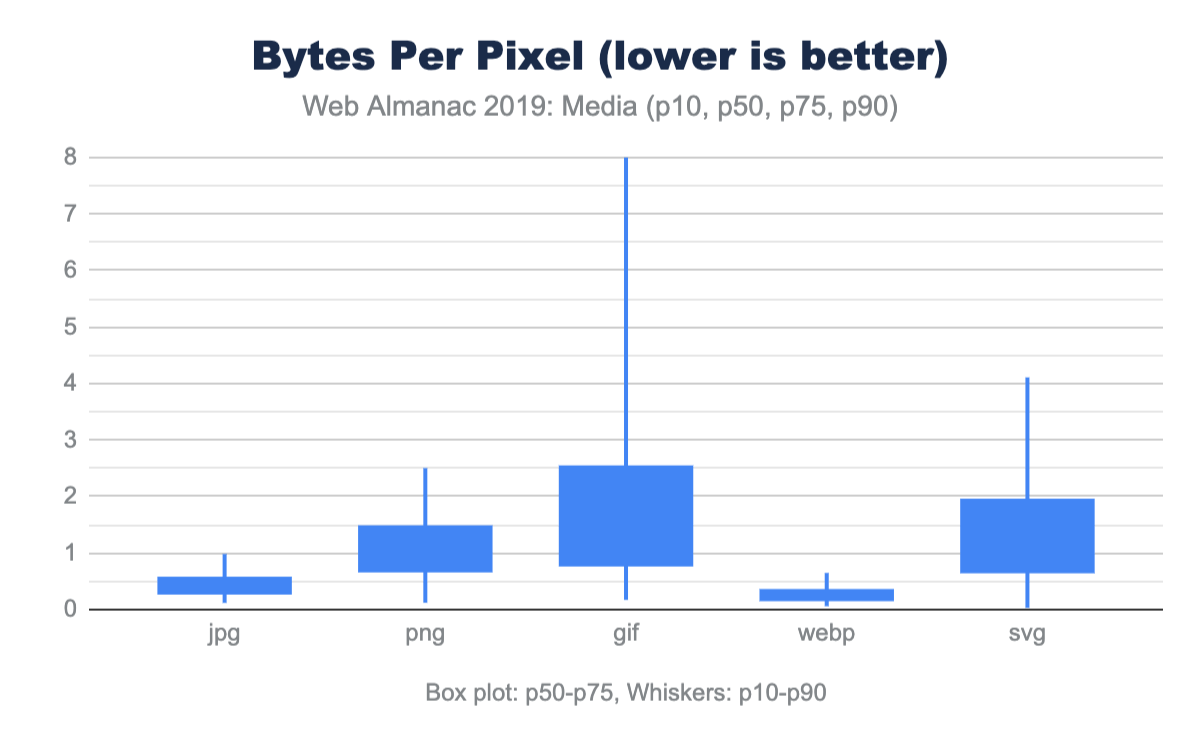 Bytes Per Pixel (lower is better)
Web Almanac 2019: Media (p10, p50, p75, p90)
8
7
6
5
4
3
2
1
0
jpg png gif webp svg
Box plot: p50-p75, Whiskers: p10-p90